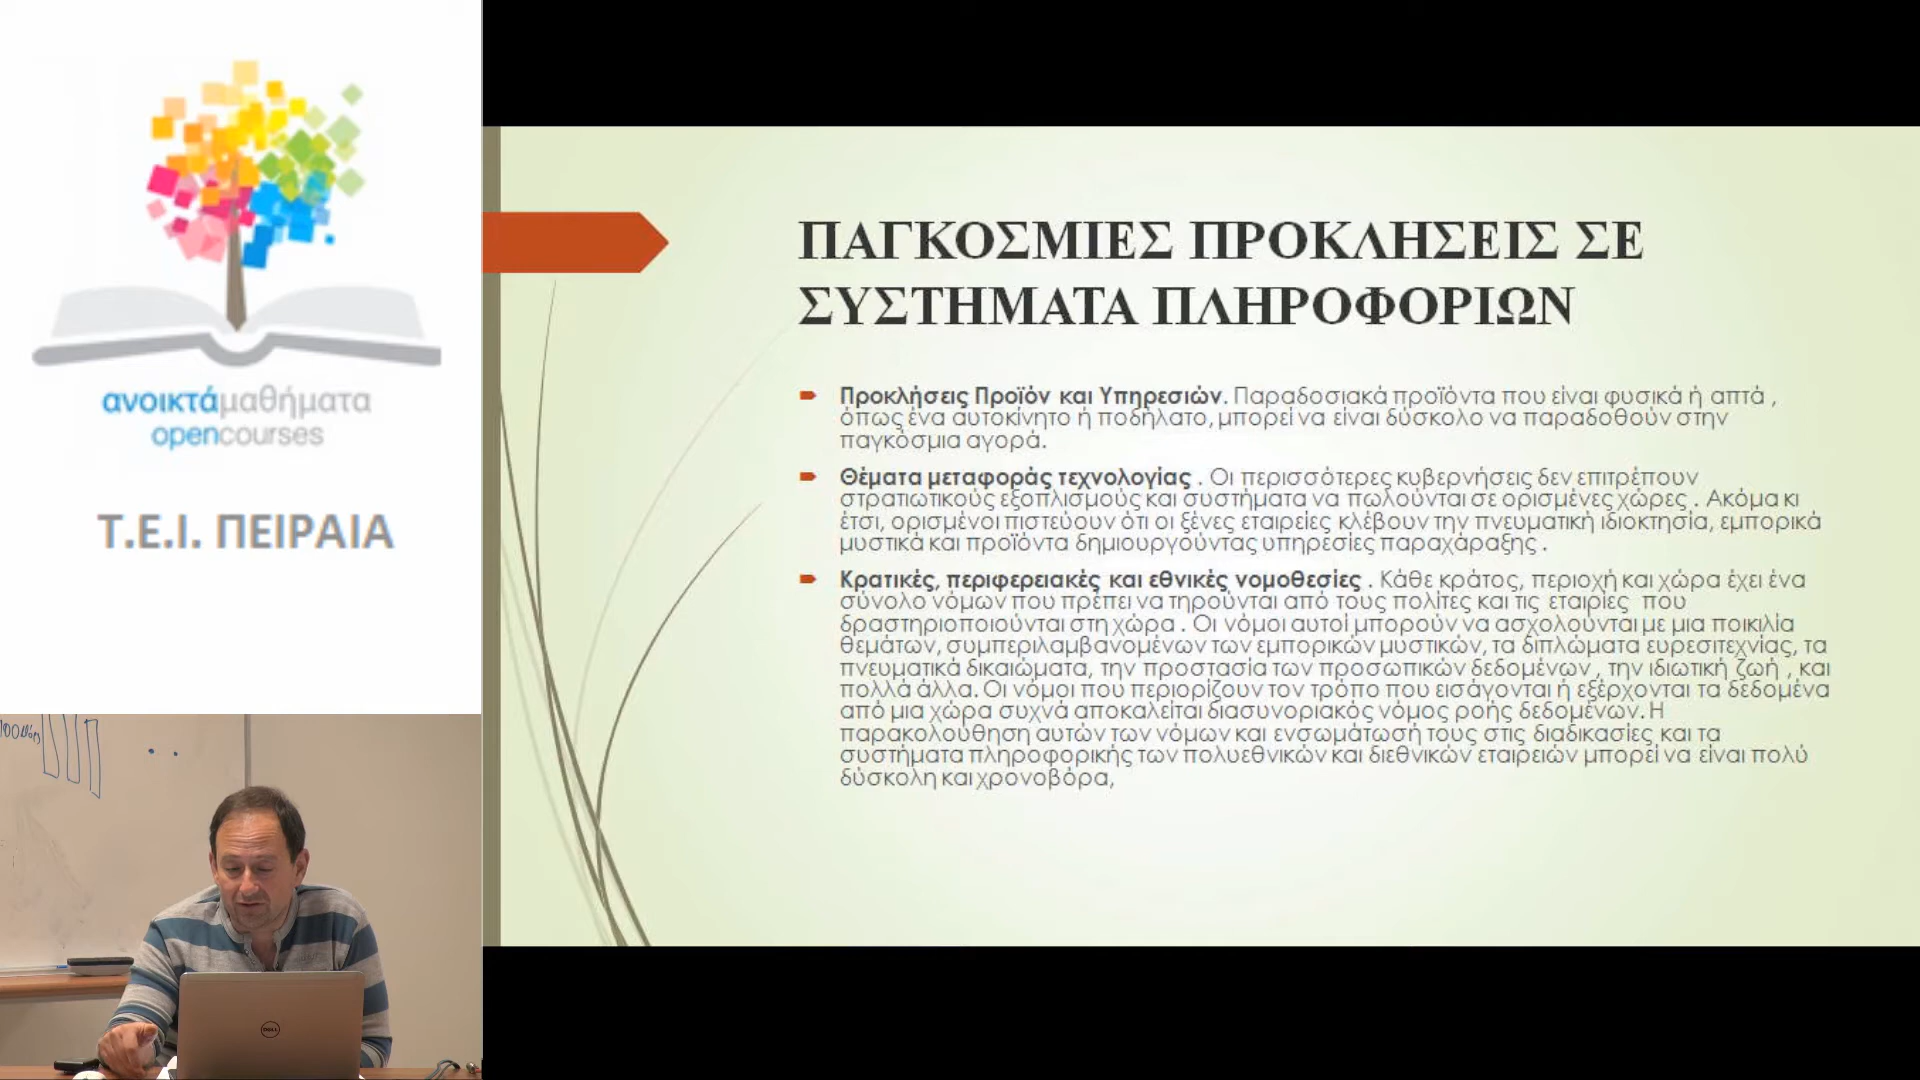 ανοικτάμαθήματα
opencourses
Τ.Ε.Ι. ΠΕΙΡΑΙΑ
ΠΑΓΚΟΣΜΙΕΣ ΠΡΟΚΛΗΣΕΙΣ ΣΕ
ΣΥΣΤΗΜΑΤΑ ΠΛΗΡΟΦΟΡΙΩΝ
Προκλήσεις Προϊόν και Υπηρεσιών. Παραδοσιακά προϊόντα που είναι φυσικά ή απτά ,
όπως ένα αυτοκίνητο ή ποδήλατο, μπορεί να είναι δύσκολο να παραδοθούν στην
παγκόσμια αγορά.
Θέματα μεταφοράς τεχνολογίας . Οι περισσότερες κυβερνήσεις δεν επιτρέπουν
στρατιωτικούς εξοπλισμούς και συστήματα να πωλούνται σε ορισμένες χώρες . Ακόμα κι
έτσι, ορισμένοι πιστεύουν ότι οι ξένες εταιρείες κλέβουν την πνευματική ιδιοκτησία, εμπορικά
μυστικά και προϊόντα δημιουργούντας υπηρεσίες παραχάραξης .
Κρατικές, περιφερειακές και εθνικές νομοθεσίες . Κάθε κράτος, περιοχή και χώρα έχει ένα
σύνολο νόμων που πρέπει να τηρούνται από τους πολίτες και τις εταιρίες που
δραστηριοποιούνται στη χώρα . Οι νόμοι αυτοί μπορούν να ασχολούνται με μια ποικιλία
θεμάτων, συμπεριλαμβανομένων των εμπορικών μυστικών, τα διπλώματα ευρεσιτεχνίας, τα
πνευματικά δικαιώματα, την προστασία των προσωπικών δεδομένων , την ιδιωτική ζωή , και
πολλά άλλα. Οι νόμοι που περιορίζουν τον τρόπο που εισάγονται ή εξέρχονται τα δεδομένα
από μια χώρα συχνά αποκαλείται διασυνοριακός νόμος ροής δεδομένων. Η
παρακολούθηση αυτών των νόμων και ενσωμάτωσή τους στις διαδικασίες και τα
συστήματα πληροφορικής των πολυεθνικών και διεθνικών εταιρειών μπορεί να είναι πολύ
δύσκολη και χρονοβόρα,
DELL